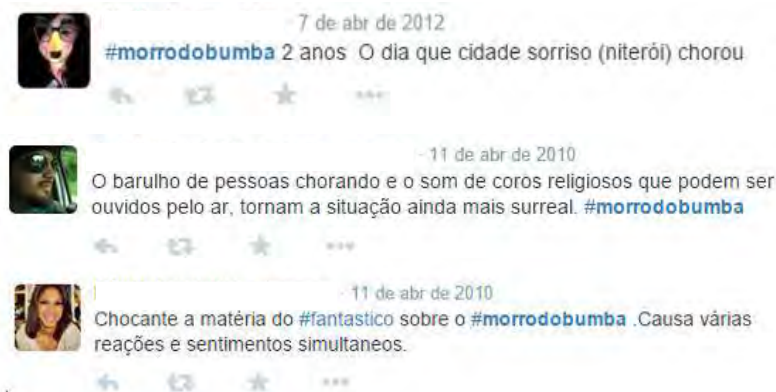 7 de abr de 2012
#morrodobumba 2 anos O dia que cidade sorriso (niterói) chorou
· 11 de abr de 2010
O barulho de pessoas chorando e o som de coros religiosos que podem ser
ouvidos pelo ar, tornam a situação ainda mais surreal. #morrodobumba
· 11 de abr de 2010
Chocante a matéria do #fantastico sobre o #morrodobumba .Causa várias
reações e sentimentos simultaneos.